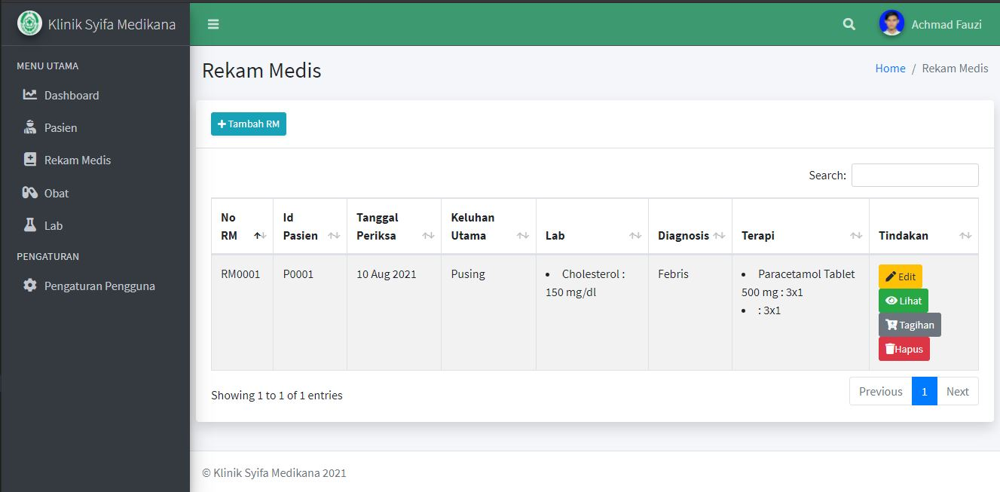 Klinik Syifa Medikana
Achmad Fauzi
MENU UTAMA
Dashboard
Pasien
Rekam Medis
Obat
Lab
PENGATURAN
Pengaturan Pengguna
Rekam Medis
Home / Rekam Medis
Tambah RM
Search:
No RM
Id Pasien
Tanggal Periksa
Keluhan Utama
Lab
Diagnosis
Terapi
Tindakan
RM0001
P0001
10 Aug 2021
Pusing
• Cholesterol :
150 mg/dl
Febris
• Paracetamol Tablet
500 mg : 3x1
• : 3x1
Edit
Lihat
Tagihan
Hapus
Showing 1 to 1 of 1 entries
Previous 1 Next
© Klinik Syifa Medikana 2021